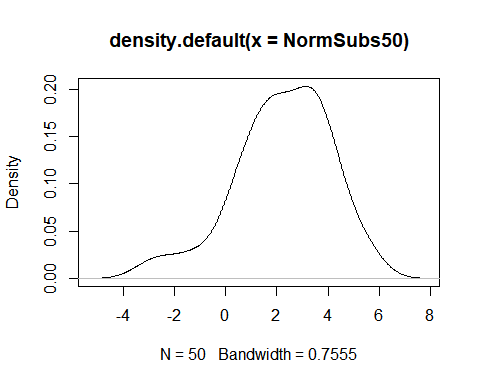 density.default(x = NormSubs50)
Density
0.00 0.05 0.10 0.15 0.20
-4 -2 0 2 4 6 8
N = 50 Bandwidth = 0.7555